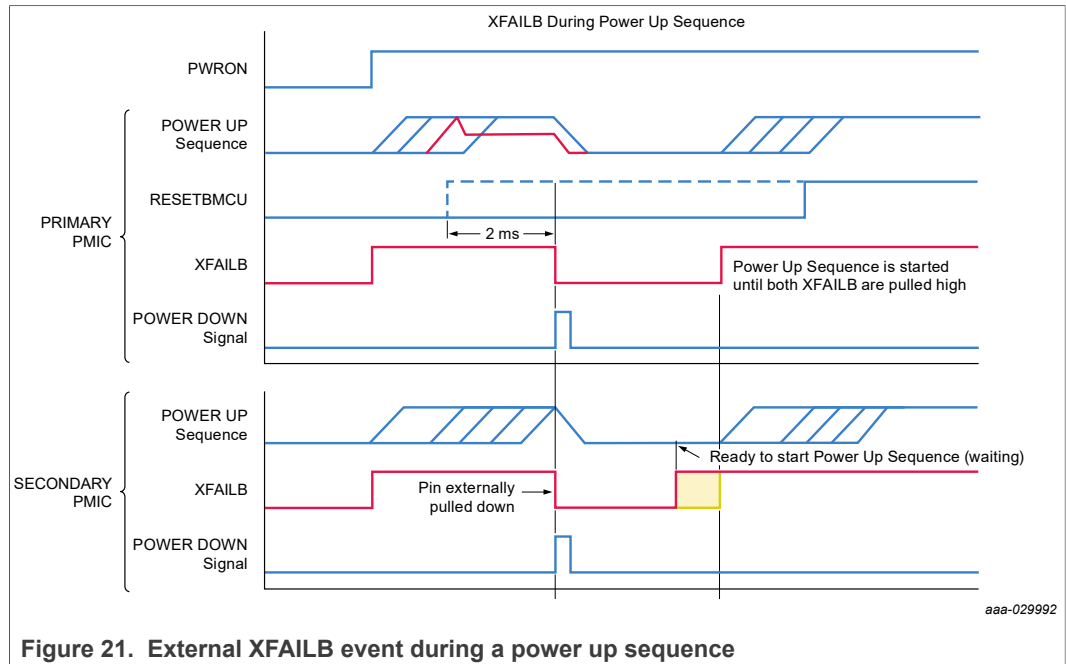 XFAILB During Power Up Sequence
PWRON
POWER UP
Sequence
RESETBMCU
PRIMARY
PMIC
2 ms
XFAILB
Power Up Sequence is started
until both XFAILB are pulled high
POWER DOWN
Signal
POWER UP
Sequence
Ready to start Power Up Sequence (waiting)
SECONDARY
PMIC
XFAILB
Pin externally
pulled down
POWER DOWN
Signal
aaa-029992
Figure 21. External XFAILB event during a power up sequence